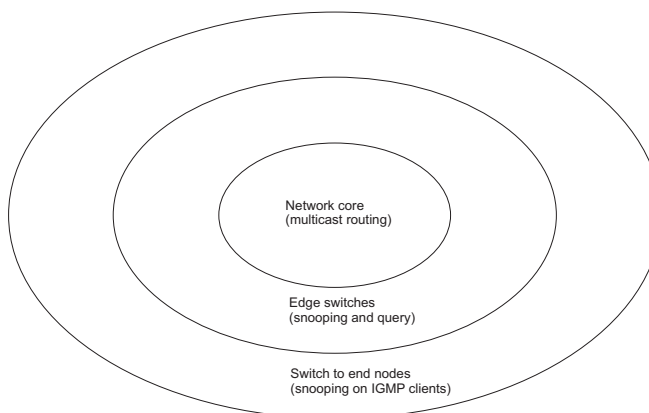 Network core
(multicast routing)
Edge switches
(snooping and query)
Switch to end nodes
(snooping on IGMP clients)